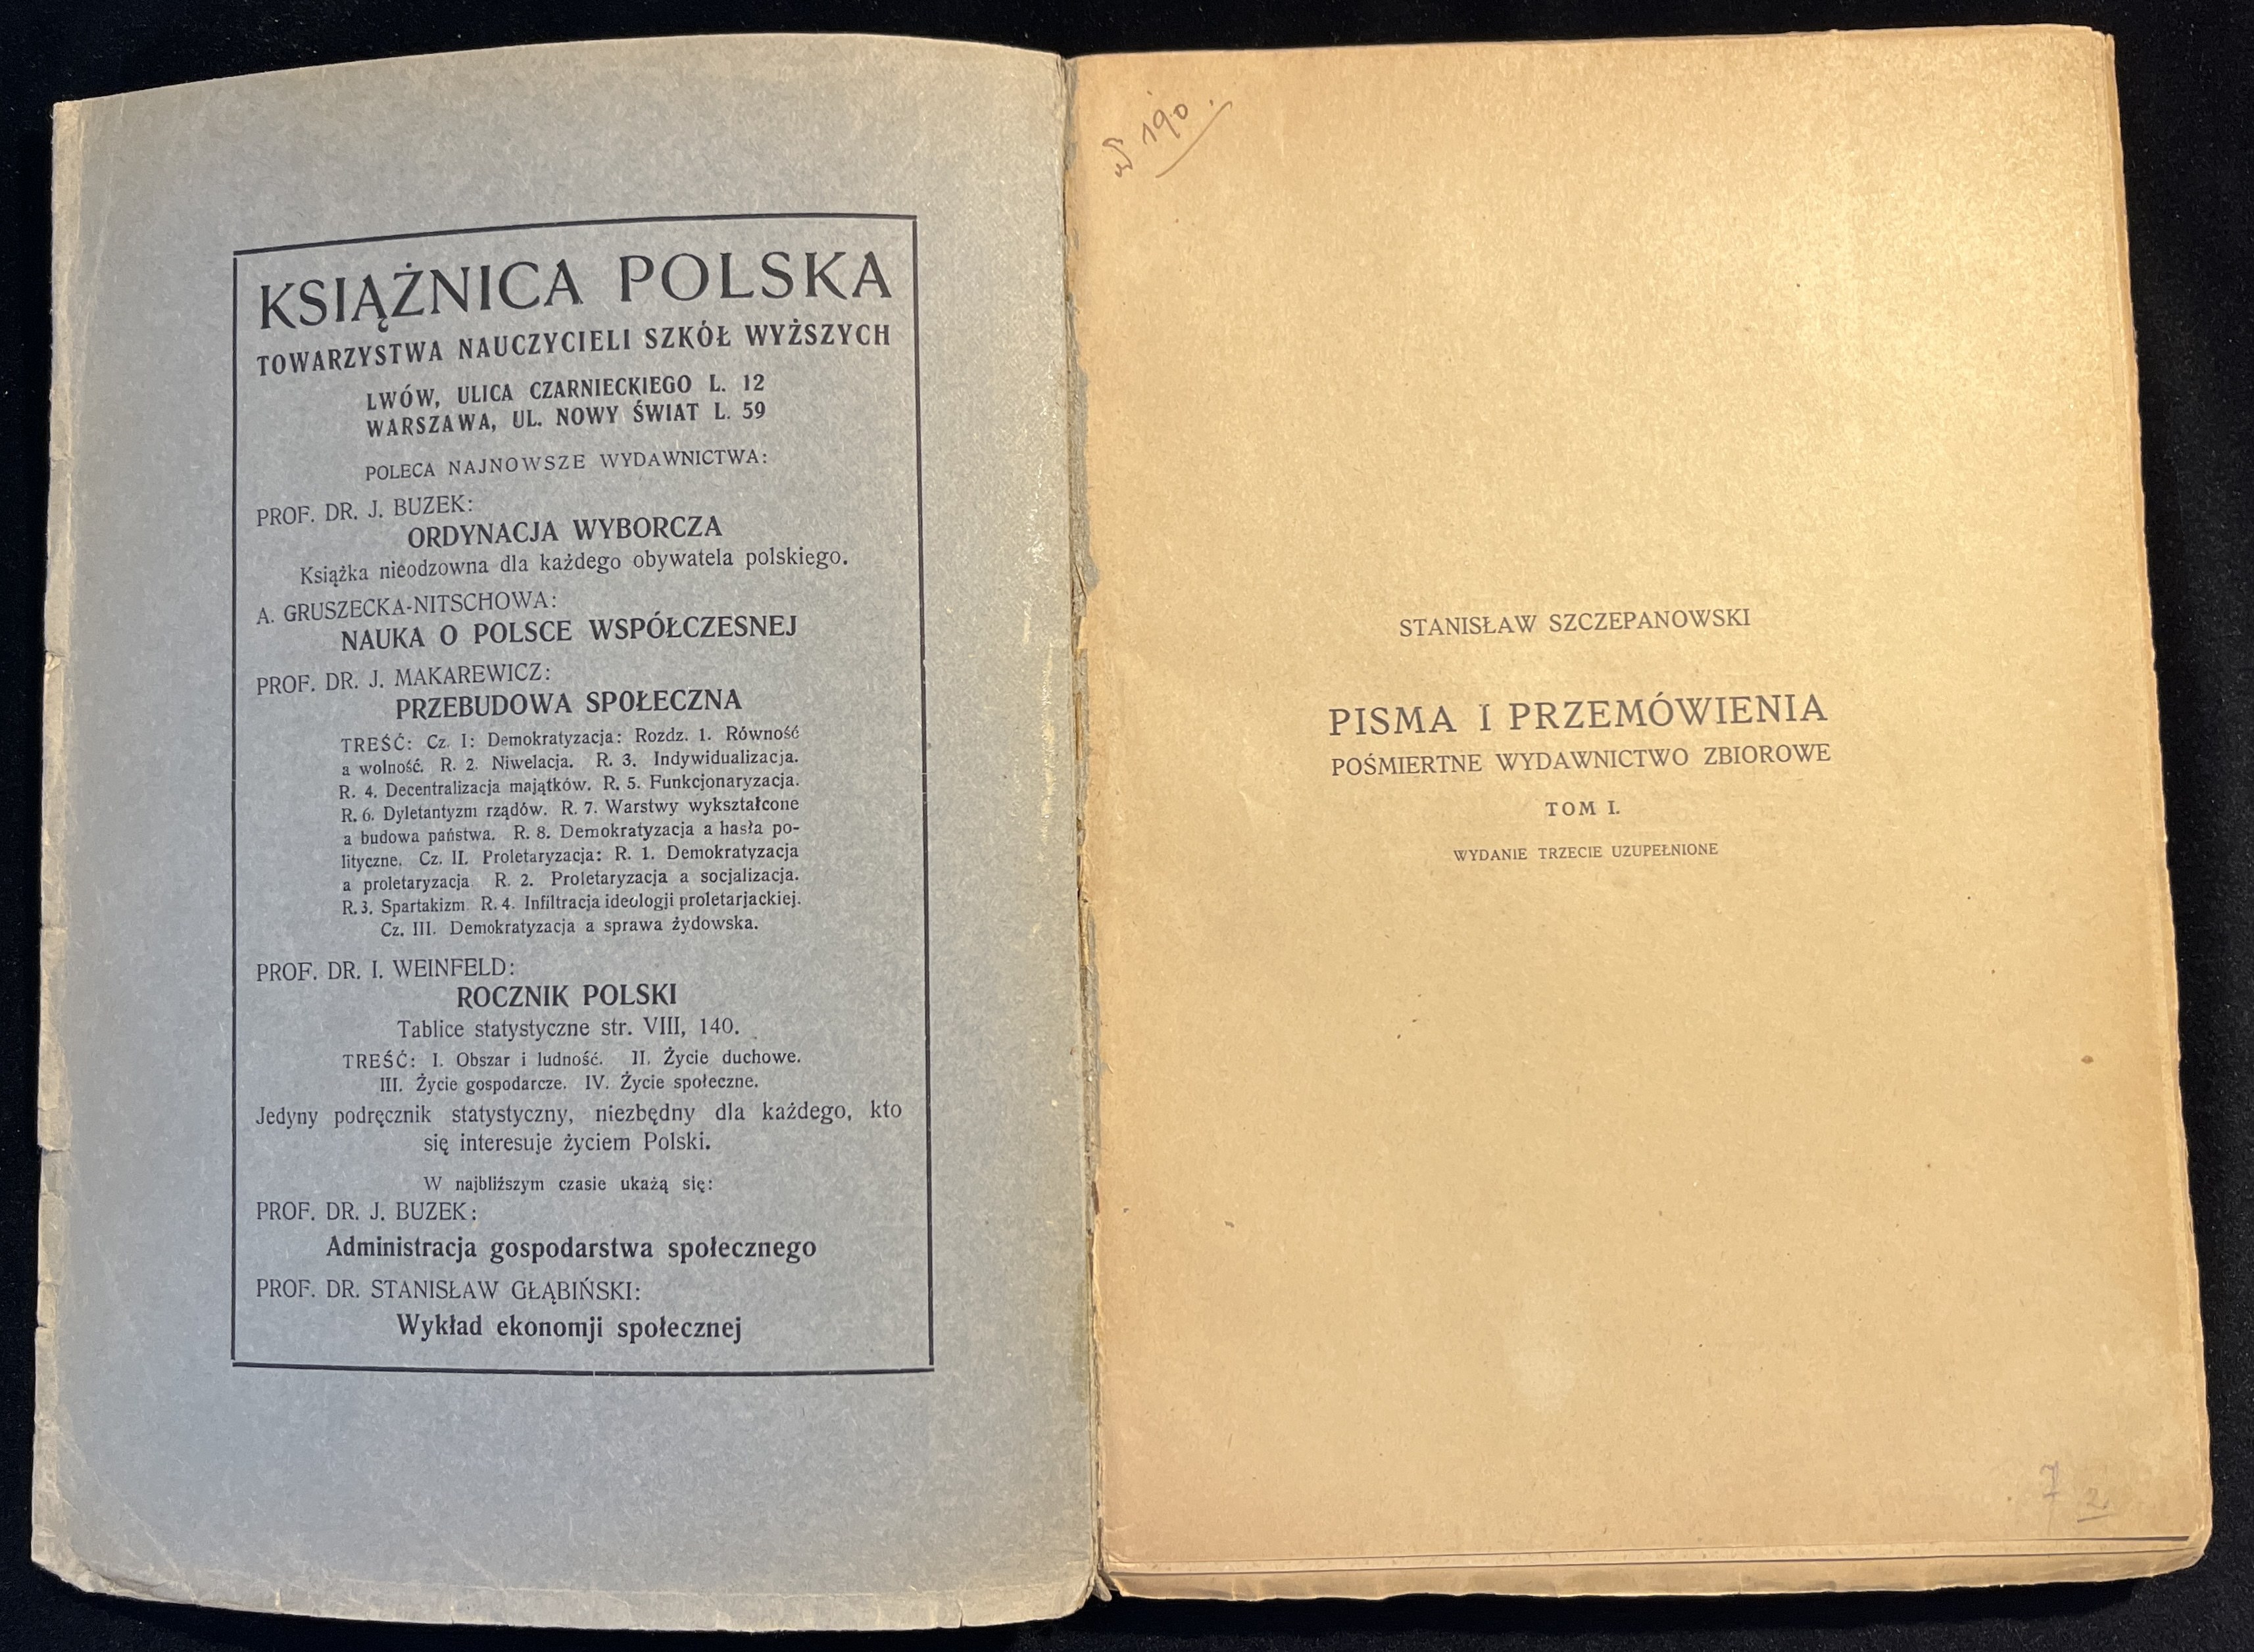 KSIĄŻNICA POLSKA
TOWARZYSTWA NAUCZYCIELI SZKÓŁ WYŻSZYCH
LWÓW, ULICA CZARNIECKIEGO L. 12
WARSZAWA, UL. NOWY ŚWIAT L. 59
POLECA NAJNOWSZE WYDAWNICTWA:
PROF. DR. J. BUZEK:
ORDYNACJA WYBORCZA
Książka nieodzowna dla każdego obywatela polskiego.
A. GRUSZECKA-NITSCHOWA:
NAUKA O POLSCE WSPÓŁCZESNEJ
PROF. DR. J. MAKAREWICZ:
PRZEBUDOWA SPOŁECZNA
TREŚĆ: Cz. I: Demokratyzacja: Rozdz. 1. Równość
a wolność. R. 2. Niwelacja. R. 3. Indywidualizacja.
R. 4. Decentralizacja majątków. R. 5. Funkcjonaryzacja.
R. 6. Dyletantyzm rządów. R. 7. Warstwy wykształcone
a budowa państwa. R. 8. Demokratyzacja a hasła po-
lityczne. Cz. II. Proletaryzacja: R. 1. Demokratyzacja
a proletaryzacja R. 2. Proletaryzacja a socjalizacja.
R. 3. Spartakizm. R. 4. Infiltracja ideologji proletarjackiej.
Cz. III. Demokratyzacja a sprawa żydowska.
PROF. DR. I. WEINFELD:
ROCZNIK POLSKI
Tablice statystyczne str. VIII, 140.
TREŚĆ: I. Obszar i ludność. II. Życie duchowe.
III. Życie gospodarcze. IV. Życie społeczne.
Jedyny podręcznik statystyczny, niezbędny dla każdego, kto
się interesuje życiem Polski.
W najbliższym czasie ukażą się:
PROF. DR. J. BUZEK:
Administracja gospodarstwa społecznego
PROF. DR. STANISŁAW GŁĄBIŃSKI:
Wykład ekonomji społecznej
190.
STANISŁAW SZCZEPANOWSKI
PISMA I PRZEMÓWIENIA
POŚMIERTNE WYDAWNICTWO ZBIOROWE
TOM I.
WYDANIE TRZECIE UZUPEŁNIONE
7
2